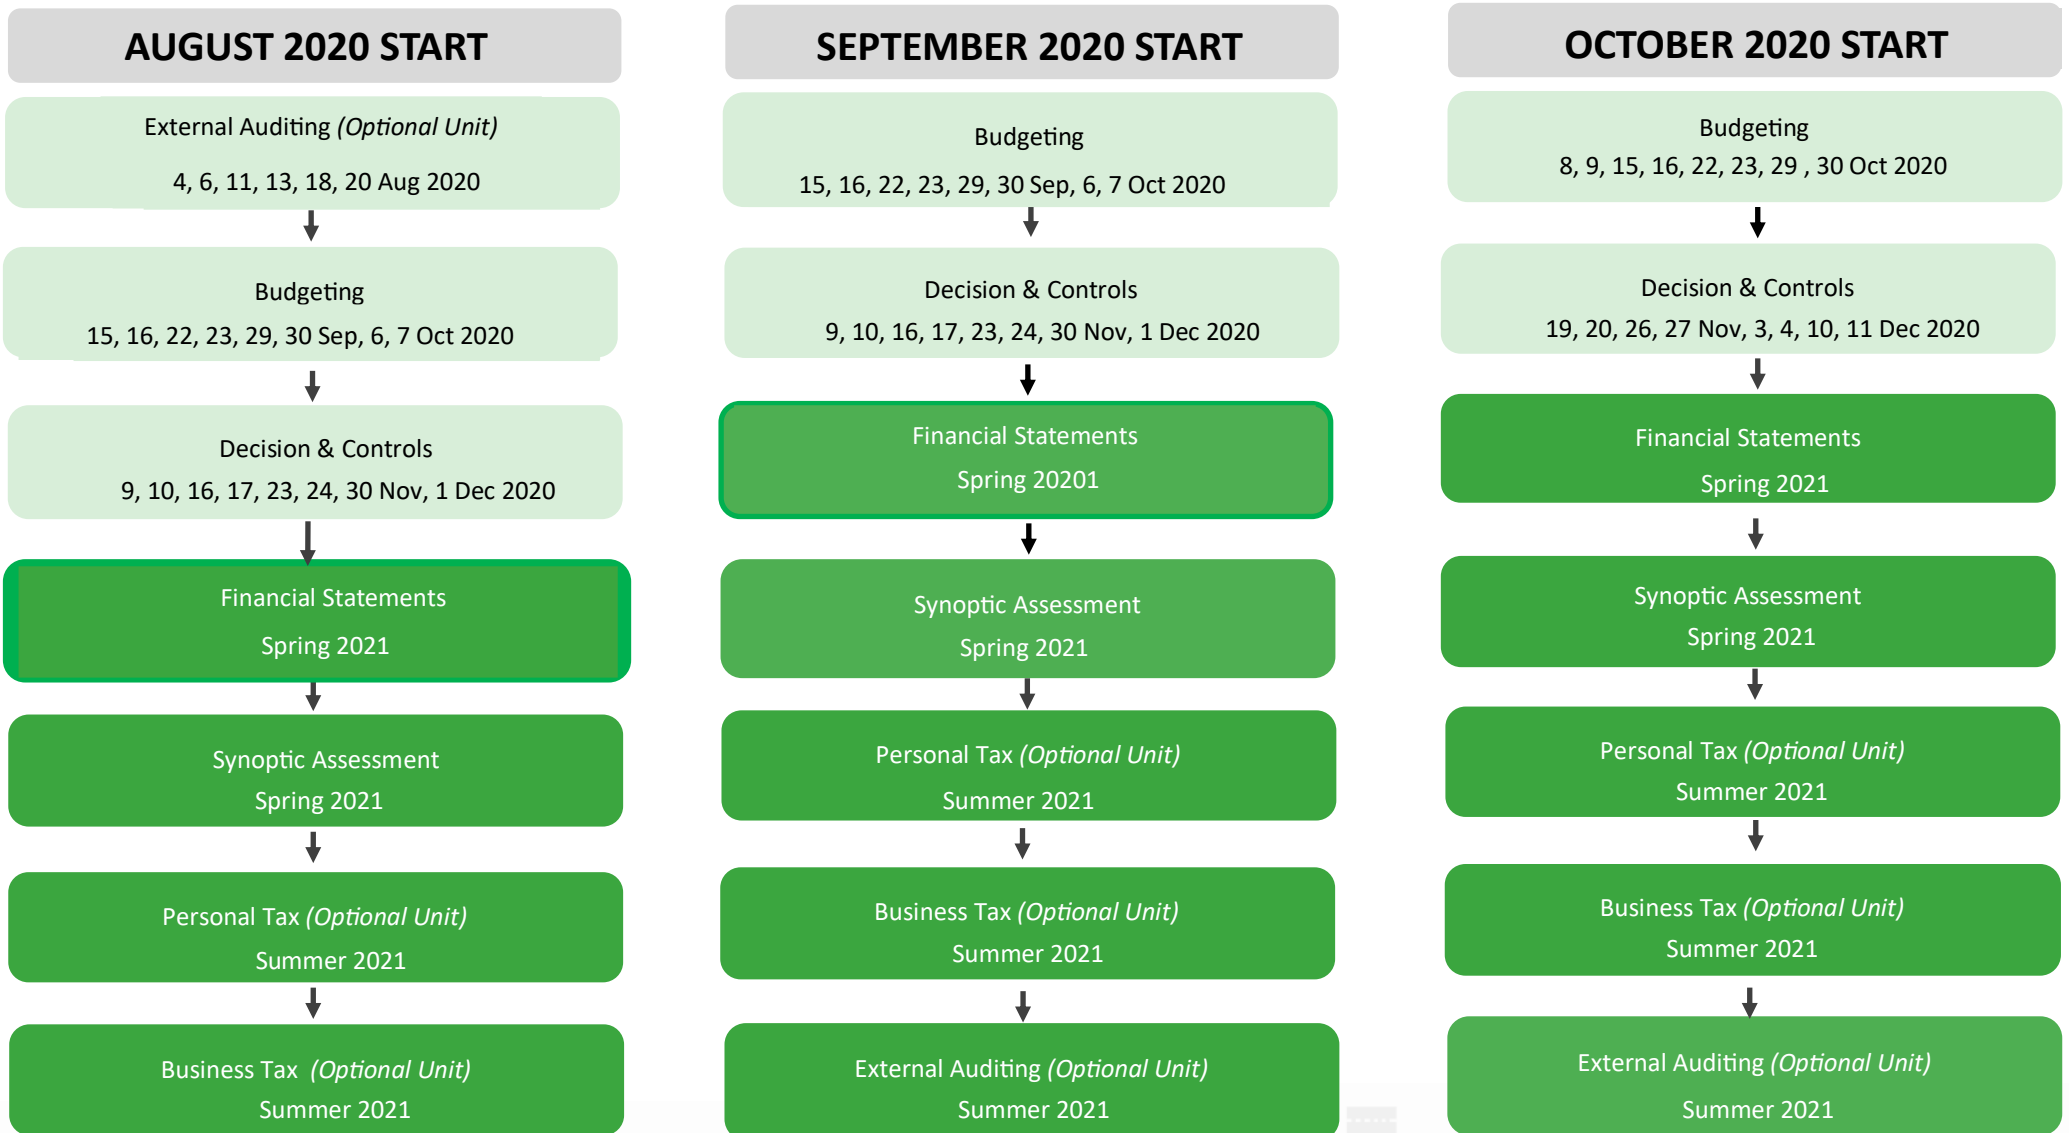 AUGUST 2020 START
External Auditing (Optional Unit)
4, 6, 11, 13, 18, 20 Aug 2020
Budgeting
15, 16, 22, 23, 29, 30 Sep, 6, 7 Oct 2020
Decision & Controls
9, 10, 16, 17, 23, 24, 30 Nov, 1 Dec 2020
Financial Statements
Spring 2021
Synoptic Assessment
Spring 2021
Personal Tax (Optional Unit)
Summer 2021
Business Tax (Optional Unit)
Summer 2021
SEPTEMBER 2020 START
Budgeting
15, 16, 22, 23, 29, 30 Sep, 6, 7 Oct 2020
Decision & Controls
9, 10, 16, 17, 23, 24, 30 Nov, 1 Dec 2020
Financial Statements
Spring 20201
Synoptic Assessment
Spring 2021
Personal Tax (Optional Unit)
Summer 2021
Business Tax (Optional Unit)
Summer 2021
External Auditing (Optional Unit)
Summer 2021
OCTOBER 2020 START
Budgeting
8, 9, 15, 16, 22, 23, 29 , 30 Oct 2020
Decision & Controls
19, 20, 26, 27 Nov, 3, 4, 10, 11 Dec 2020
Financial Statements
Spring 2021
Synoptic Assessment
Spring 2021
Personal Tax (Optional Unit)
Summer 2021
Business Tax (Optional Unit)
Summer 2021
External Auditing (Optional Unit)
Summer 2021